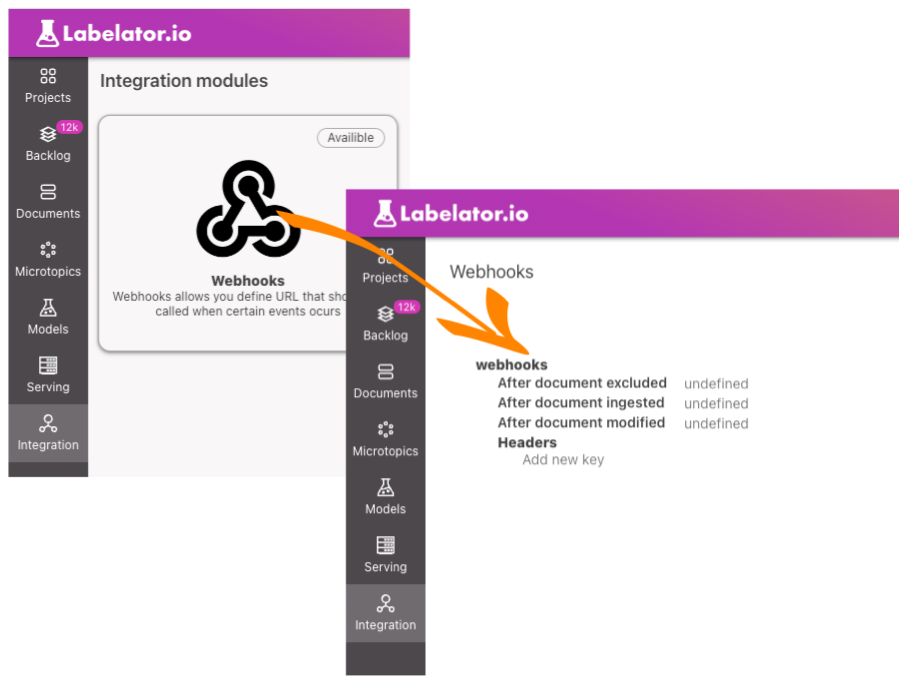 Labelator.io
Projects
12k
Backlog
Documents
Microtopics
Models
Serving
Integration
Integration modules
Availible
Webhooks
Webhooks allows you define URL that sho
called when certain events ocurs
Labelator.io
Projects
12k
Backlog
Documents
Microtopics
Models
Serving
Integration
Webhooks
webhooks
After document excluded undefined
After document ingested undefined
After document modified undefined
Headers
Add new key